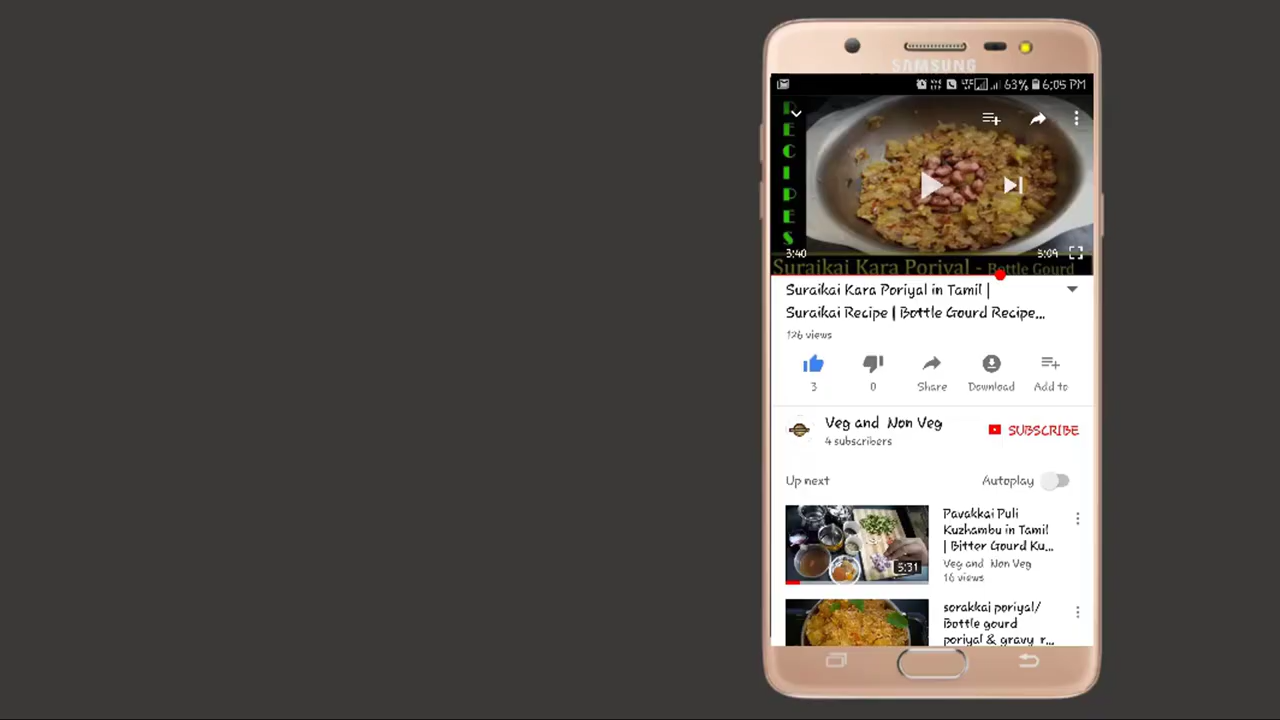 SAMSUNG
63% 6:05 PM
RECIPES
3:40
5:09
Suraikai Kara Poriyal - Bottle Gourd
Suraikai Kara Poriyal in Tamil |
Suraikai Recipe | Bottle Gourd Recipe...
126 views
3
0
Share
Download
Add to
Veg and Non Veg
4 subscribers
SUBSCRIBE
Up next
Autoplay
5:31
Pavakkai Puli
Kuzhambu in Tamil
| Bitter Gourd Ku...
Veg and Non Veg
16 views
sorakkai poriyal/
Bottle gourd
poriyal & gravy r...